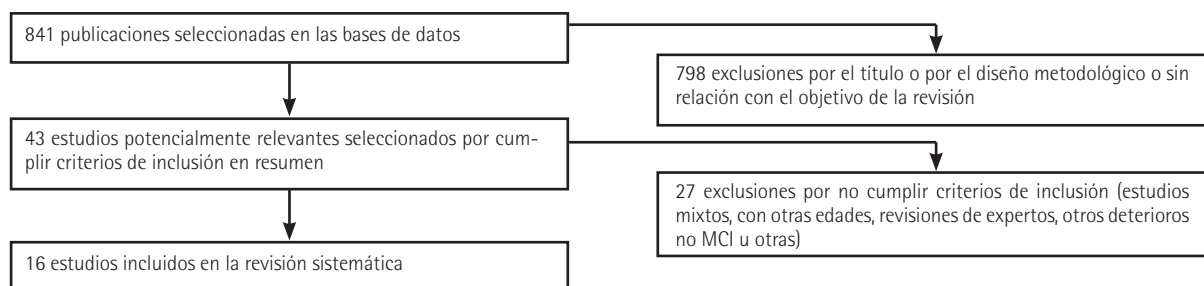 841 publicaciones seleccionadas en las bases de datos
798 exclusiones por el título o por el diseño metodológico o sin
relación con el objetivo de la revisión
43 estudios potencialmente relevantes seleccionados por cum-
plir criterios de inclusión en resumen
27 exclusiones por no cumplir criterios de inclusión (estudios
mixtos, con otras edades, revisiones de expertos, otros deterioros
no MCI u otras)
16 estudios incluidos en la revisión sistemática